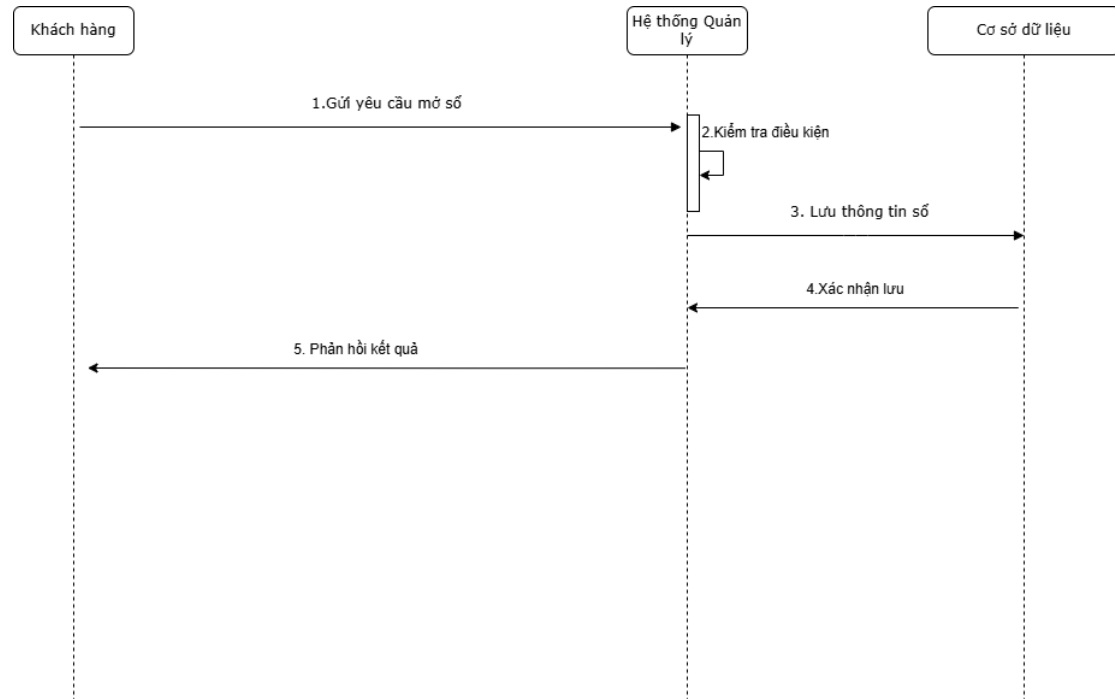 Khách hàng
Hệ thống Quản
lý
Cơ sở dữ liệu
1.Gửi yêu cầu mở sổ
2.Kiểm tra điều kiện
3. Lưu thông tin sổ
4.Xác nhận lưu
5. Phản hồi kết quả